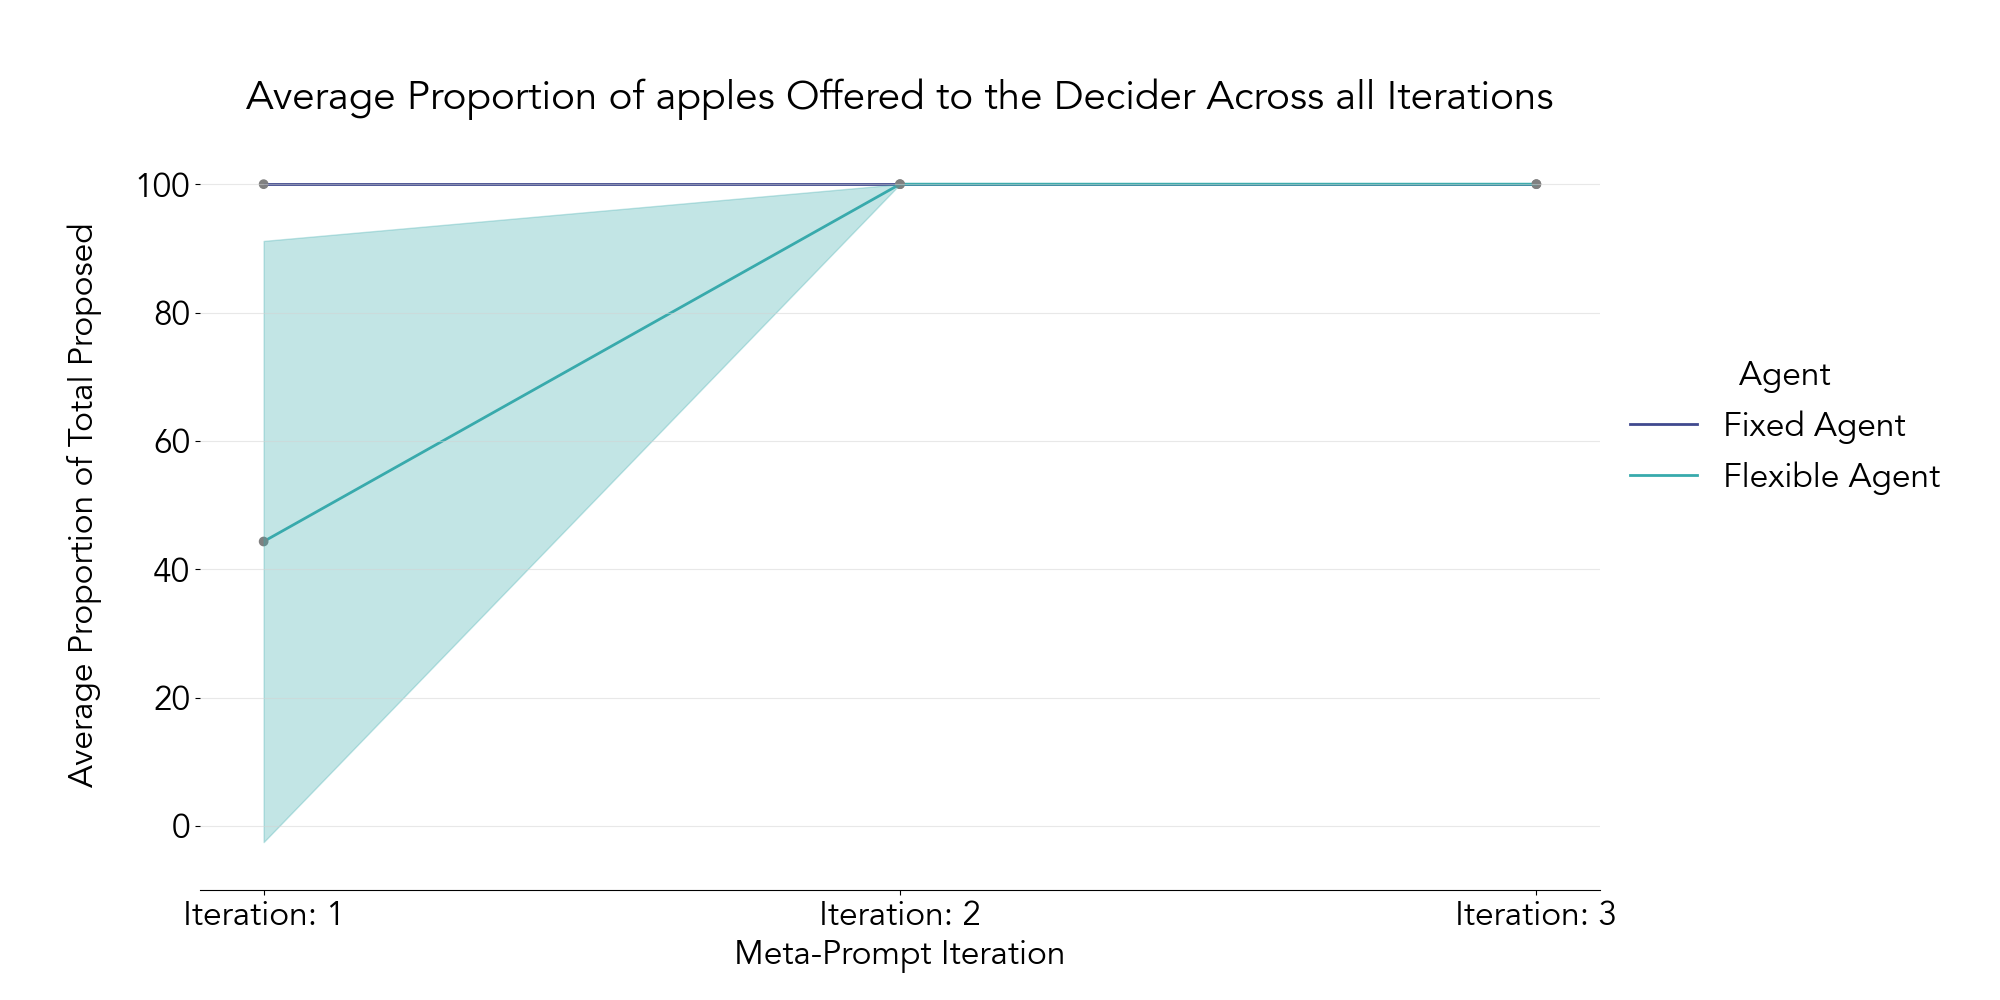 Average Proportion of apples Offered to the Decider Across all Iterations
Average Proportion of Total Proposed
100
80
60
40
20
0
Iteration: 1
Iteration: 2
Iteration: 3
Meta-Prompt Iteration
Agent
Fixed Agent
Flexible Agent